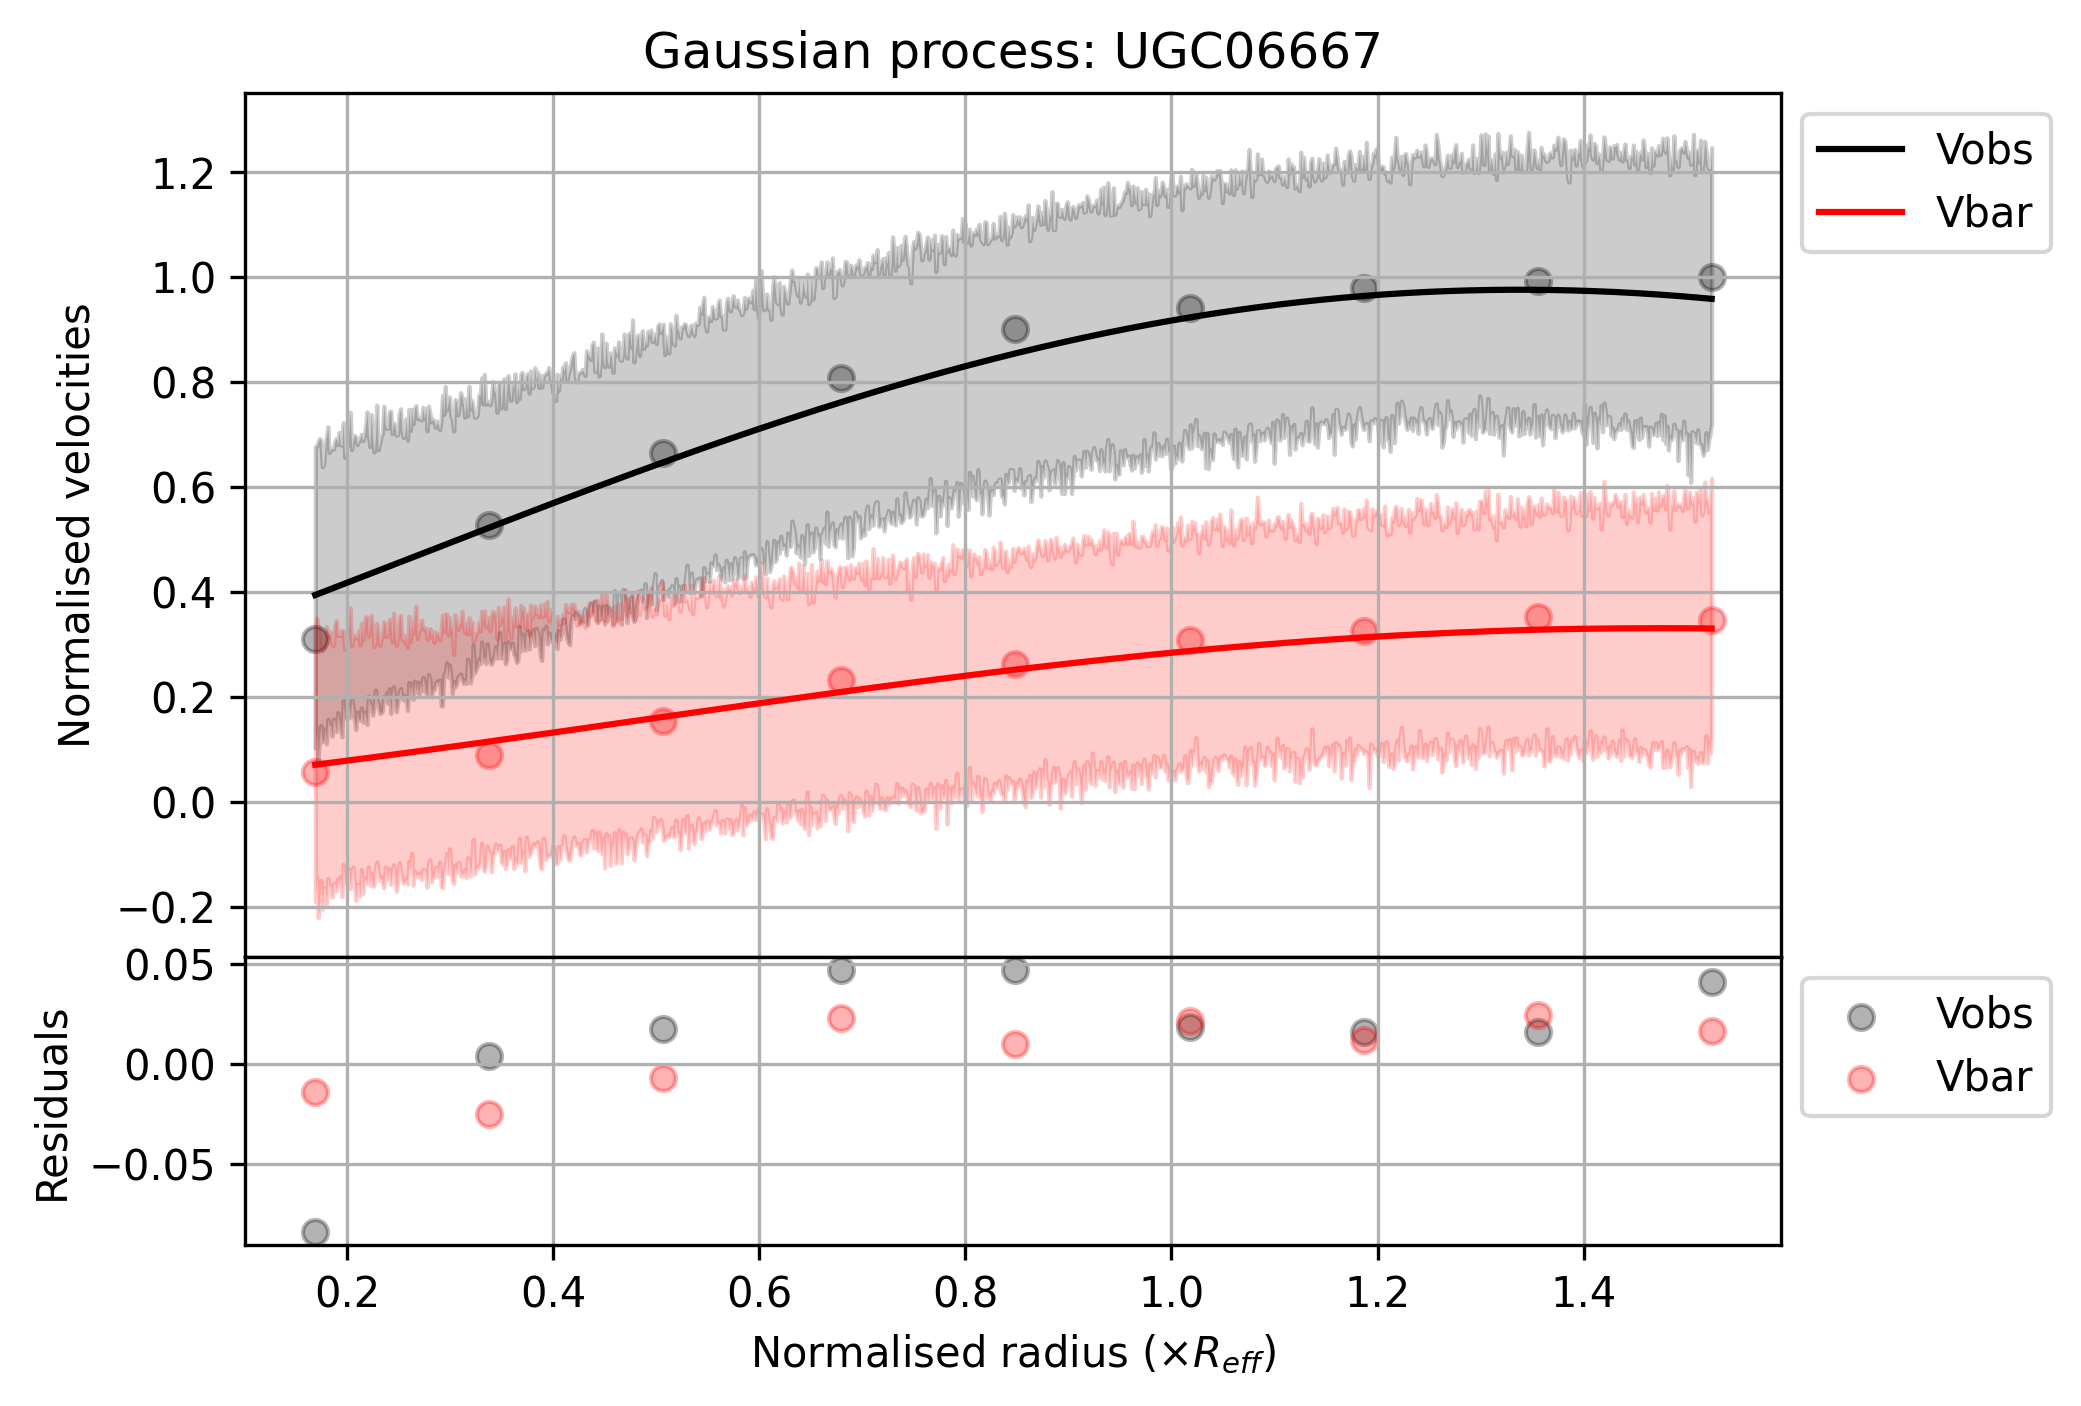 Gaussian process: UGC06667
Normalised velocities
1.2
1.0
0.8
0.6
0.4
0.2
0.0
−0.2
Vobs
Vbar
Residuals
0.05
0.00
−0.05
Vobs
Vbar
0.2 0.4 0.6 0.8 1.0 1.2 1.4
Normalised radius (×R_eff)